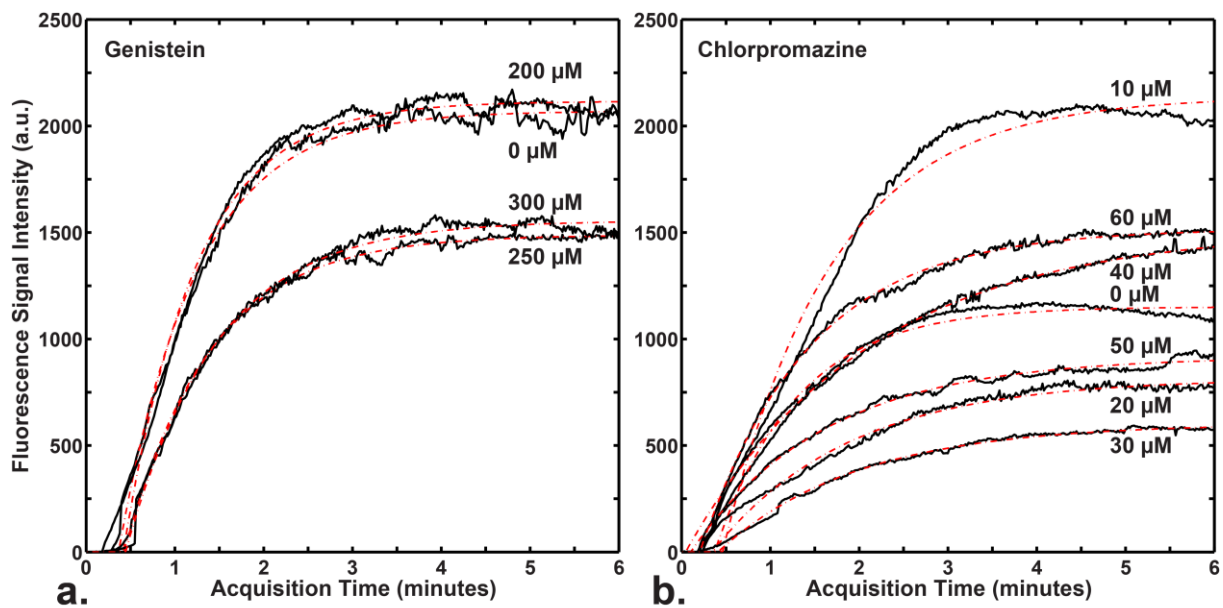 Fluorescence Signal Intensity (a.u.)
2500
2000
1500
1000
500
0
Genistein
200 µM
0 µM
300 µM
250 µM
0 1 2 3 4 5 6
a.
Acquisition Time (minutes)
2500
2000
1500
1000
500
0
Chlorpromazine
10 µM
60 µM
40 µM
0 µM
50 µM
20 µM
30 µM
0 1 2 3 4 5 6
b.
Acquisition Time (minutes)